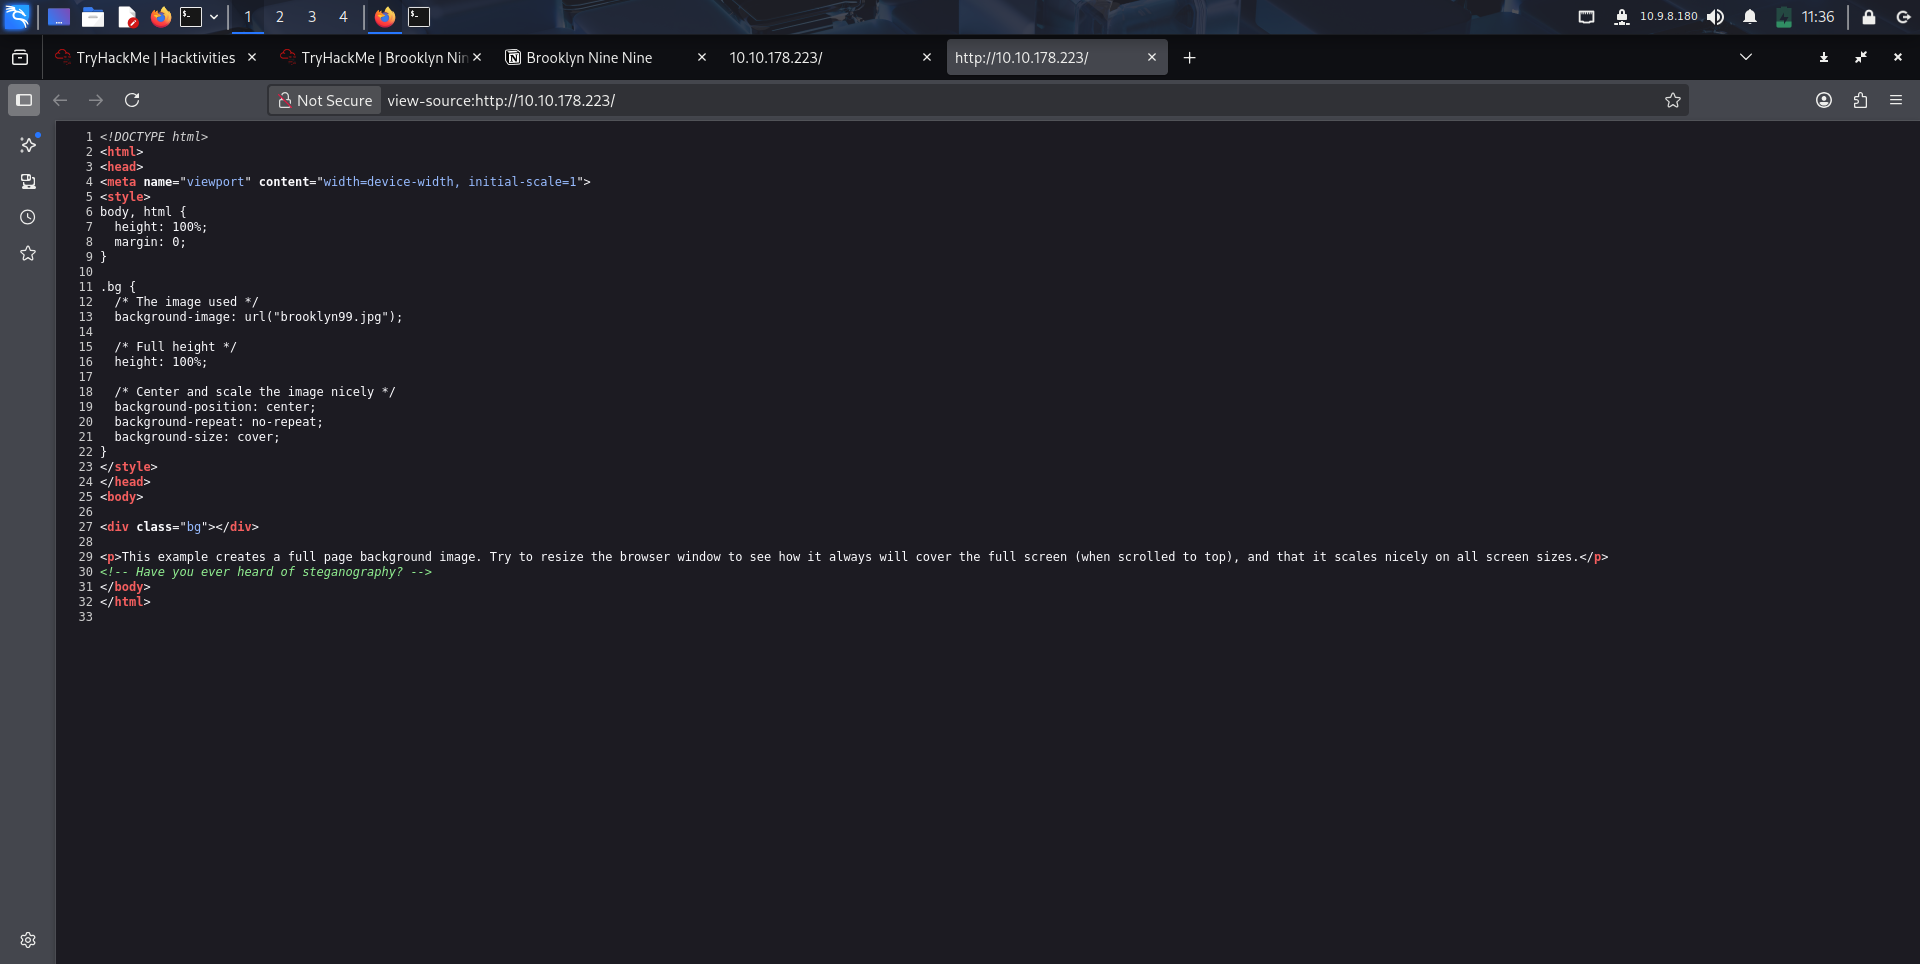 1 2 3 4 10.9.8.180 11:36
TryHackMe | Hacktivities TryHackMe | Brooklyn Nin Brooklyn Nine Nine 10.10.178.223/ http://10.10.178.223/
Not Secure view-source:http://10.10.178.223/
1 <!DOCTYPE html>
2 <html>
3 <head>
4 <meta name="viewport" content="width=device-width, initial-scale=1">
5 <style>
6 body, html {
7   height: 100%;
8   margin: 0;
9 }
10
11 .bg {
12   /* The image used */
13   background-image: url("brooklyn99.jpg");
14
15   /* Full height */
16   height: 100%;
17
18   /* Center and scale the image nicely */
19   background-position: center;
20   background-repeat: no-repeat;
21   background-size: cover;
22 }
23 </style>
24 </head>
25 <body>
26
27 <div class="bg"></div>
28
29 <p>This example creates a full page background image. Try to resize the browser window to see how it always will cover the full screen (when scrolled to top), and that it scales nicely on all screen sizes.</p>
30 <!-- Have you ever heard of steganography? -->
31 </body>
32 </html>
33